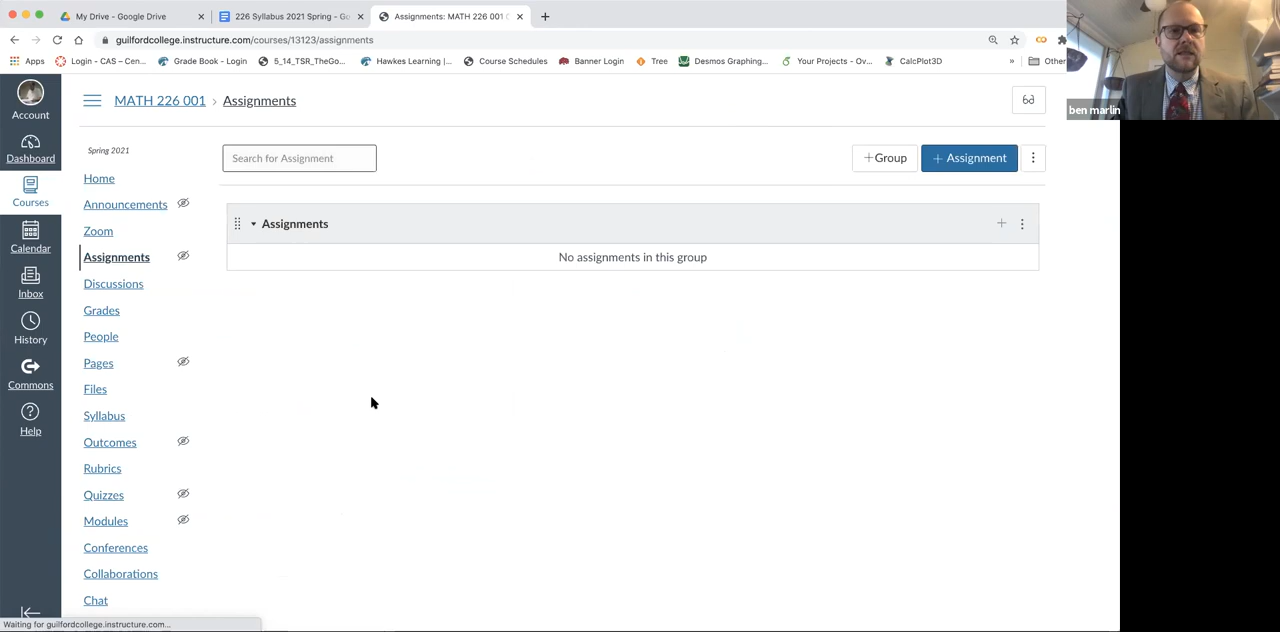 My Drive - Google Drive
226 Syllabus 2021 Spring - Go
Assignments: MATH 226 001
guilfordcollege.instructure.com/courses/13123/assignments
Apps
Login - CAS – Cen...
Grade Book - Login
5_14_TSR_TheGo...
Hawkes Learning |...
Course Schedules
Banner Login
Tree
Desmos Graphing...
Your Projects - Ov...
CalcPlot3D
»
Other
ben marlin
Account
Dashboard
Courses
Calendar
Inbox
History
Commons
Help
MATH 226 001 › Assignments
Spring 2021
Home
Announcements
Zoom
Assignments
Discussions
Grades
People
Pages
Files
Syllabus
Outcomes
Rubrics
Quizzes
Modules
Conferences
Collaborations
Chat
Search for Assignment
+Group
+ Assignment
Assignments
No assignments in this group
Waiting for guilfordcollege.instructure.com...